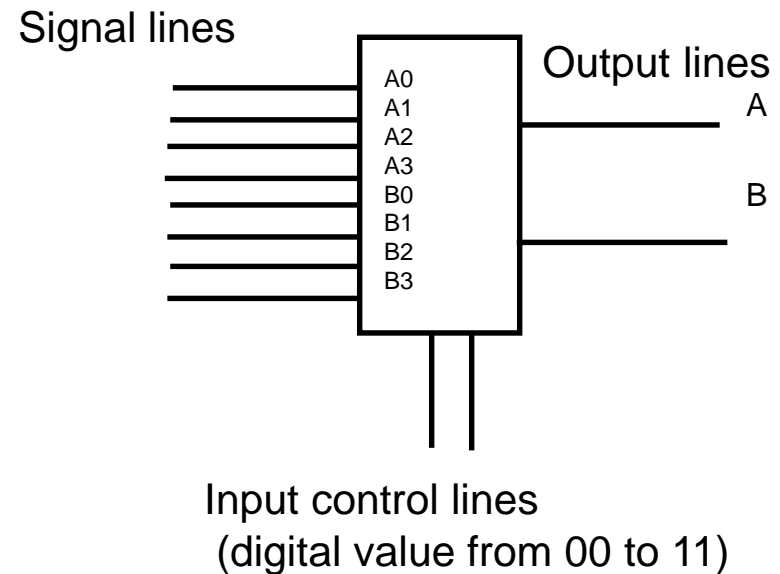 Signal lines
Output lines
A0
A1
A2
A3
B0
B1
B2
B3
A
B
Input control lines
(digital value from 00 to 11)